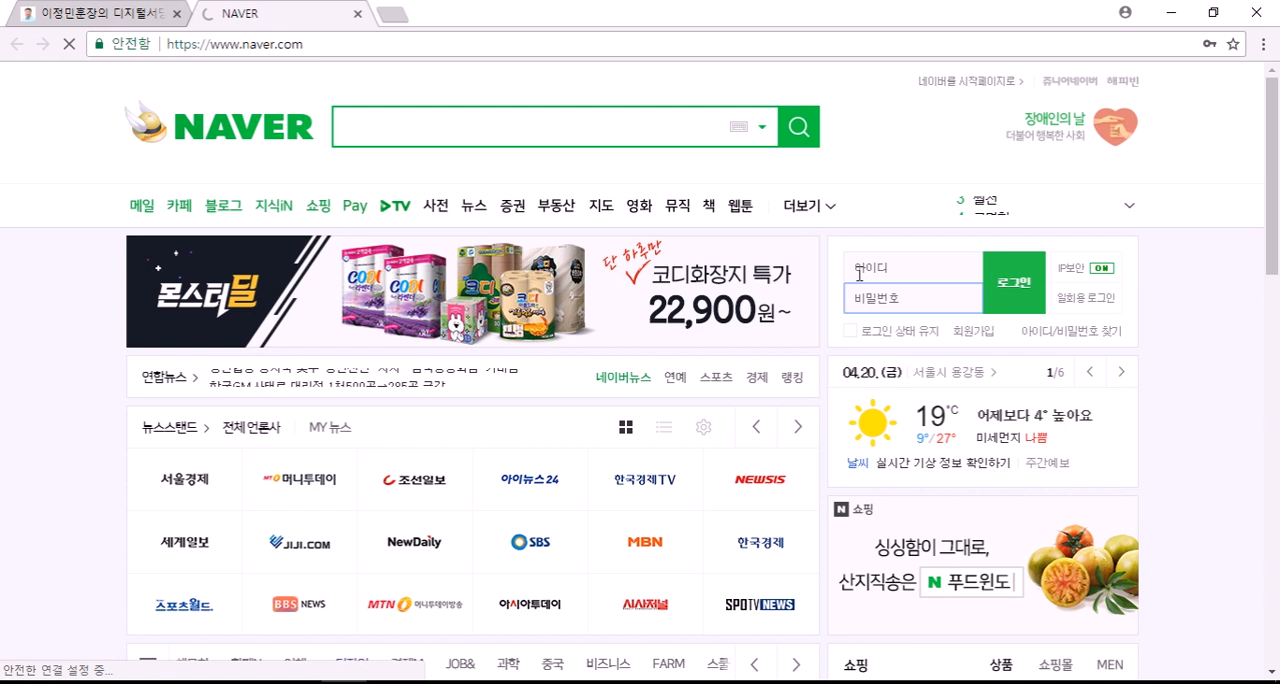 이정민훈장의 디지털서당
NAVER
안전함
https://www.naver.com
네이버를 시작페이지로 >
쥬니어네이버 해피빈
NAVER
장애인의 날
더불어 행복한 사회
메일 카페 블로그 지식iN 쇼핑 Pay TV 사전 뉴스 증권 부동산 지도 영화 뮤직 책 웹툰 더보기
3
몬스터딜
단 하루만
코디화장지 특가
22,900원~
아이디
비밀번호
로그인
IP보안 ON
일회용 로그인
로그인 상태 유지 회원가입 아이디/비밀번호 찾기
연합뉴스 >
네이버뉴스 연예 스포츠 경제 랭킹
04.20. (금) 서울시 용강동 > 1/6
뉴스스탠드 > 전체 언론사 MY 뉴스
19°C 어제보다 4° 높아요
9°/27° 미세먼지 나쁨
날씨 실시간 기상 정보 확인하기 주간예보
서울경제 MT머니투데이 조선일보 아이뉴스24 한국경제TV NEWSIS
세계일보 JIJI.COM NewDaily SBS MBN 한국경제
스포츠월드. BBS NEWS MTN 머니투데이방송 아시아투데이 시사저널 SPOTVNEWS
N 쇼핑
싱싱함이 그대로,
산지직송은 N 푸드윈도
JOB& 과학 중국 비즈니스 FARM
쇼핑 상품 쇼핑몰 MEN
안전한 연결 설정 중...